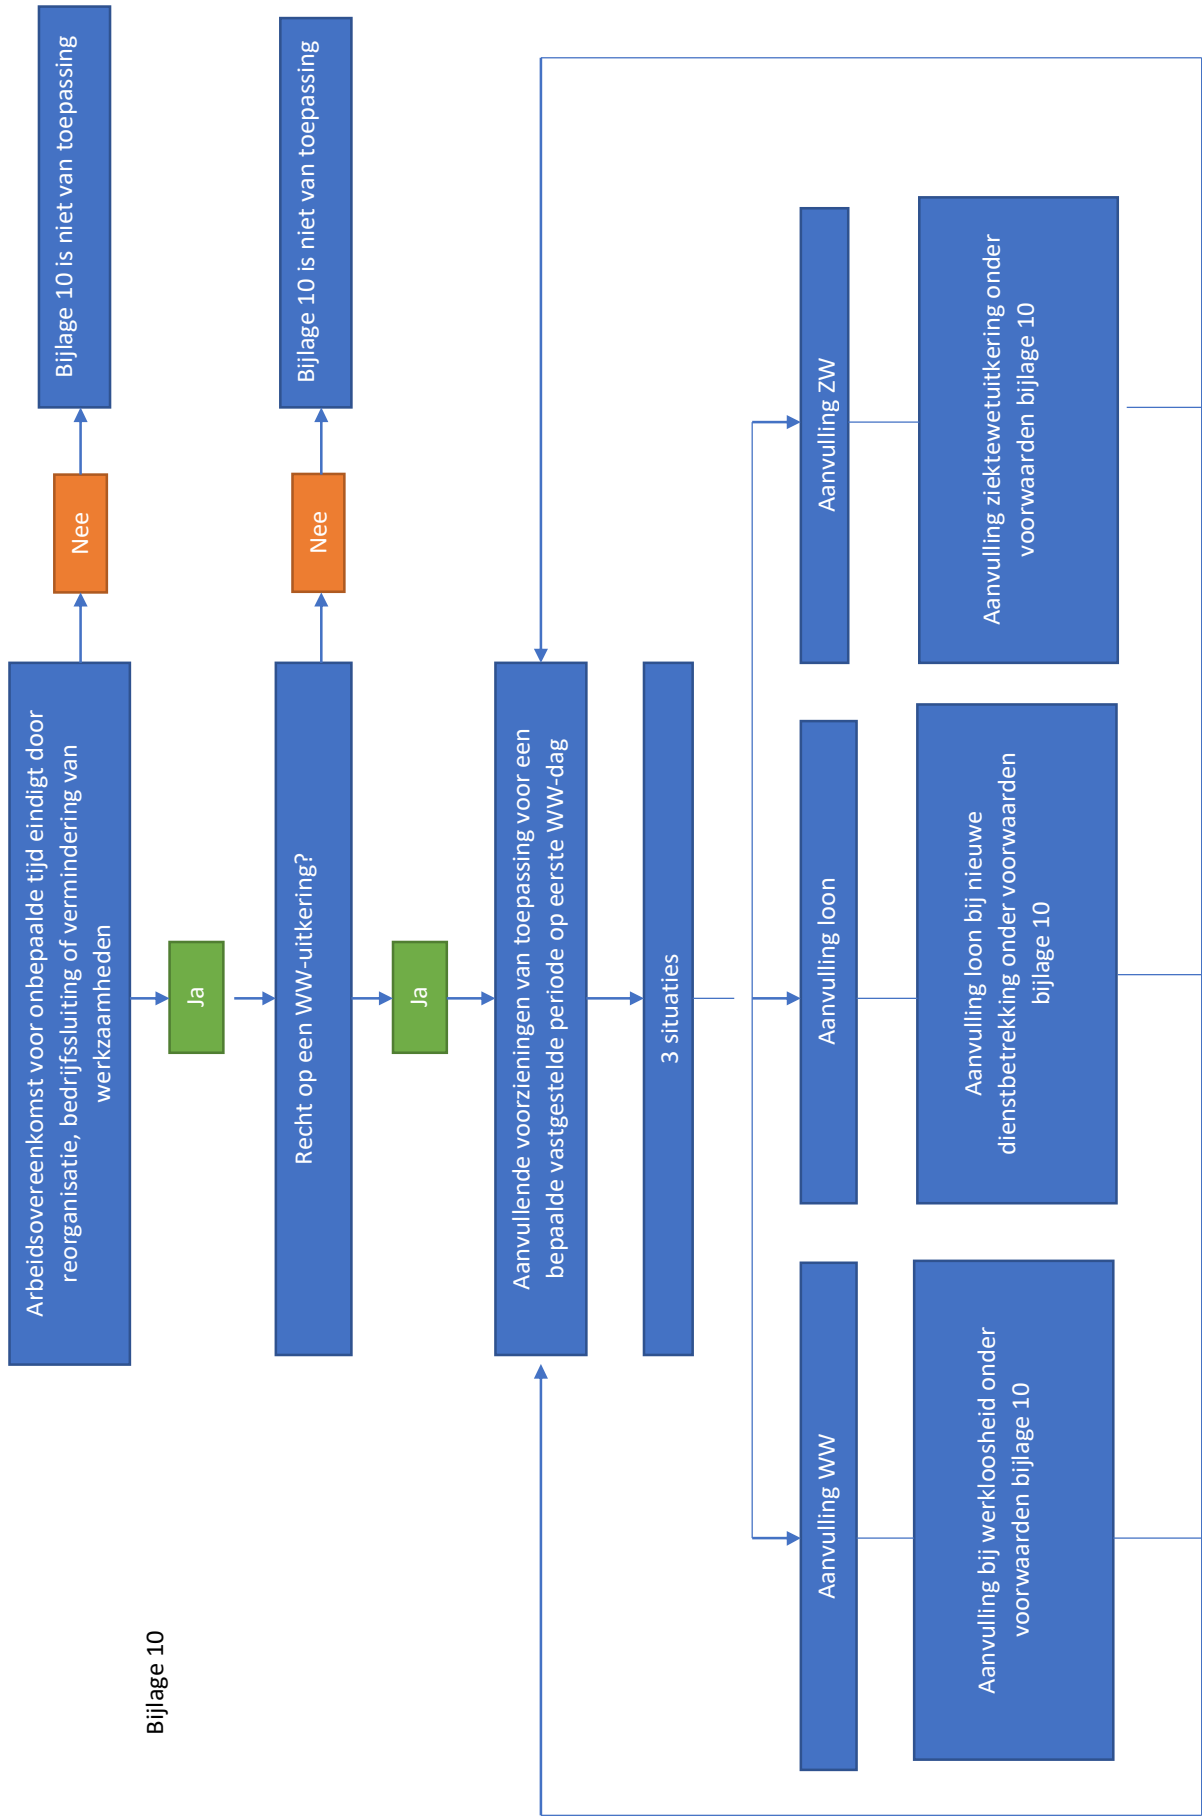 Bijlage 10
Arbeidsovereenkomst voor onbepaalde tijd eindigt door
reorganisatie, bedrijfssluiting of vermindering van
werkzaamheden
Nee
Bijlage 10 is niet van toepassing
Ja
Recht op een WW-uitkering?
Nee
Bijlage 10 is niet van toepassing
Ja
Aanvullende voorzieningen van toepassing voor een
bepaalde vastgestelde periode op eerste WW-dag
3 situaties
Aanvulling WW
Aanvulling loon
Aanvulling ZW
Aanvulling bij werkloosheid onder
voorwaarden bijlage 10
Aanvulling loon bij nieuwe
dienstbetrekking onder voorwaarden
bijlage 10
Aanvulling ziektewetuitkering onder
voorwaarden bijlage 10